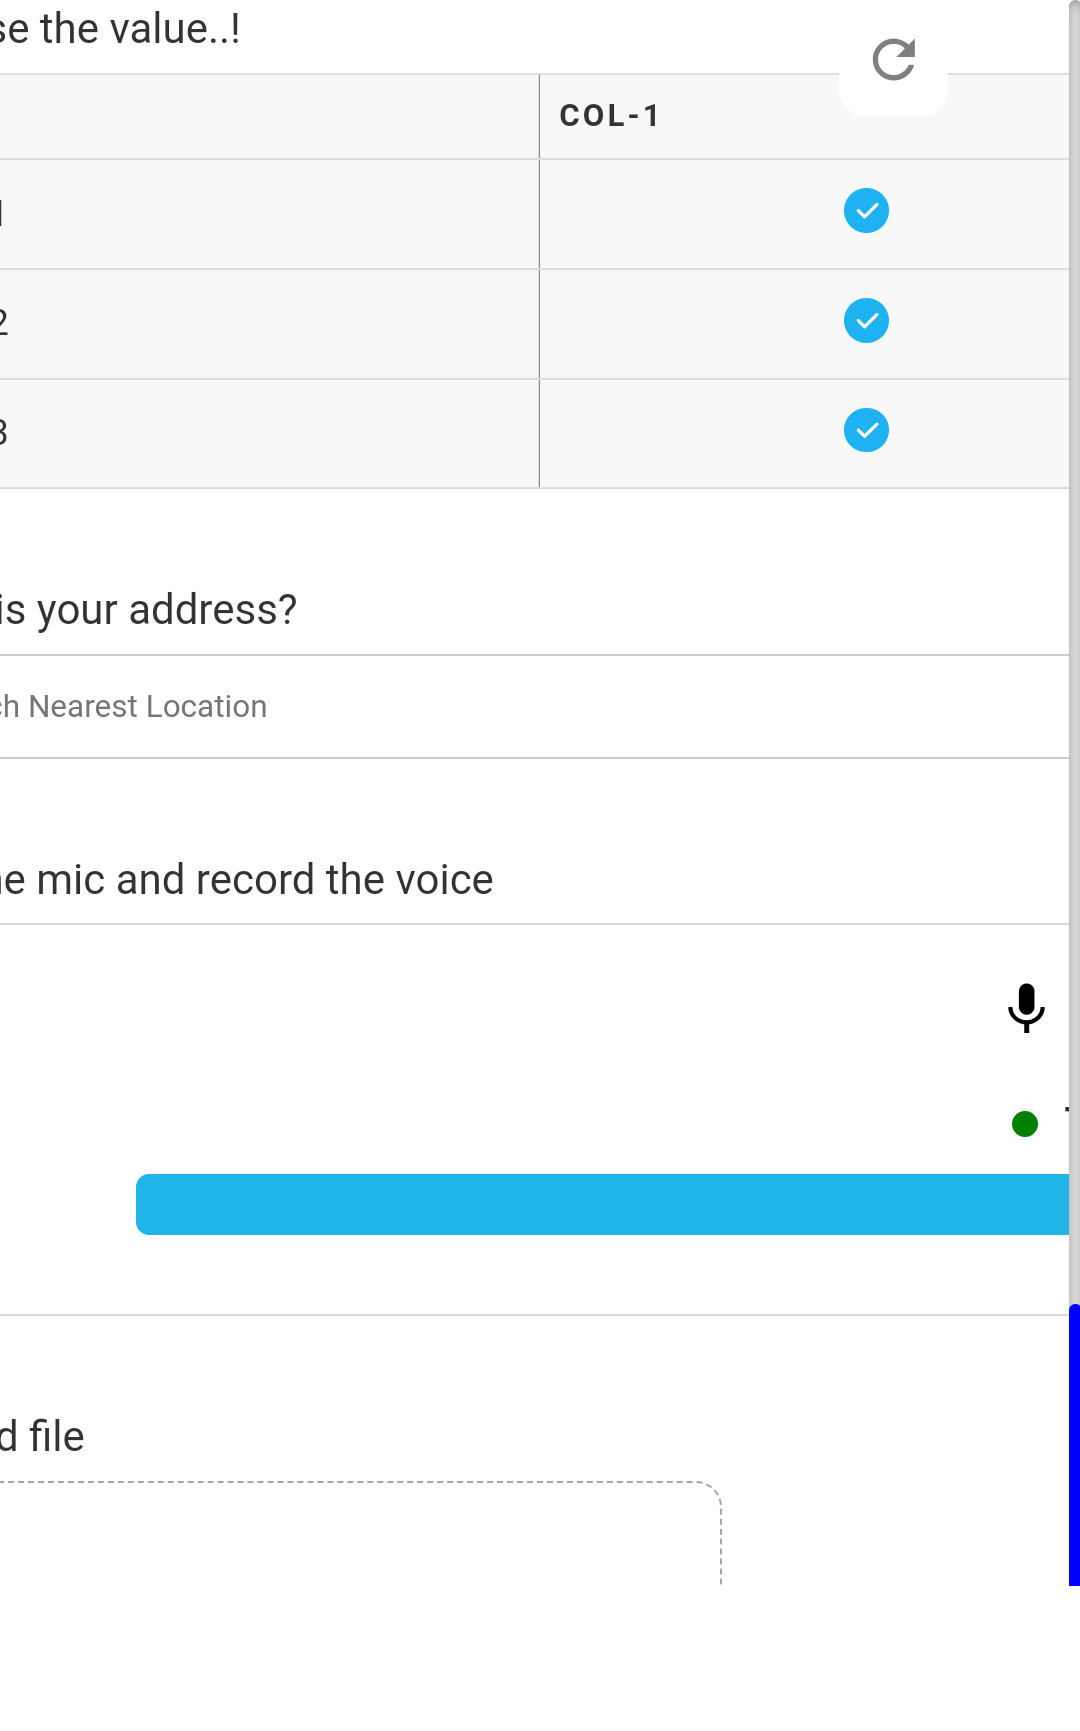 se the value..!
COL-1
2
3
is your address?
ch Nearest Location
he mic and record the voice
d file